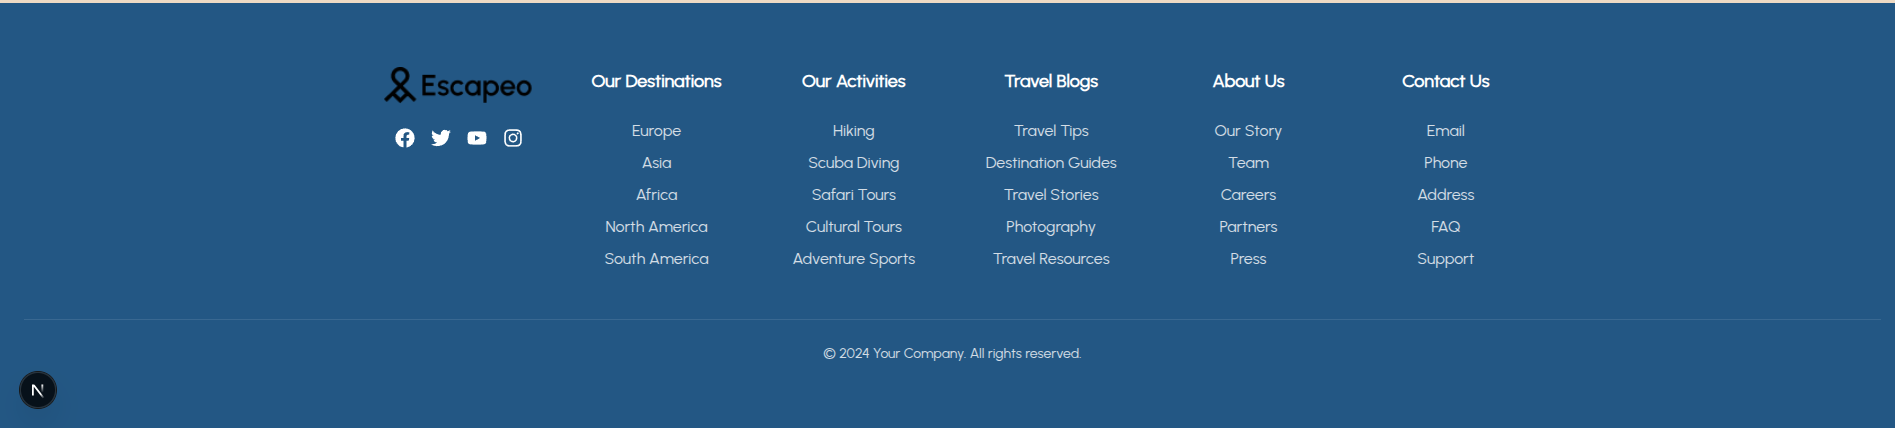 Escapeo
Our Destinations
Europe
Asia
Africa
North America
South America
Our Activities
Hiking
Scuba Diving
Safari Tours
Cultural Tours
Adventure Sports
Travel Blogs
Travel Tips
Destination Guides
Travel Stories
Photography
Travel Resources
About Us
Our Story
Team
Careers
Partners
Press
Contact Us
Email
Phone
Address
FAQ
Support
© 2024 Your Company. All rights reserved.
N